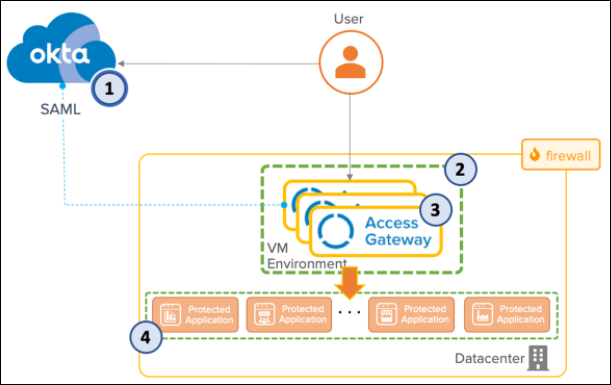 User
okta
1
SAML
firewall
2
3
Access
Gateway
VM
Environment
Protected
Application
Protected
Application
...
Protected
Application
Protected
Application
4
Datacenter